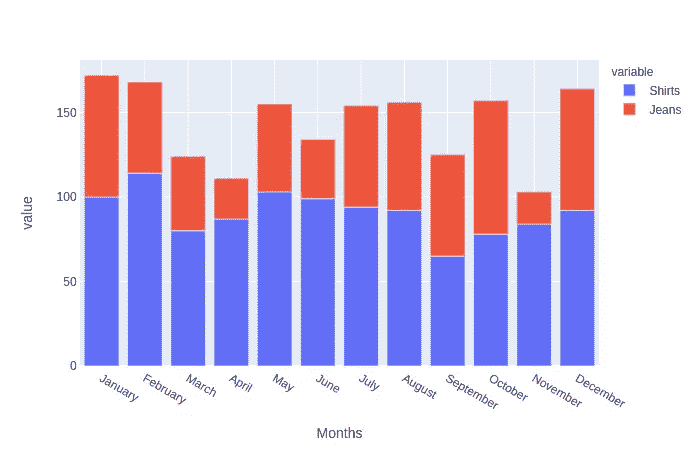 variable
Shirts
Jeans
150
100
50
0
value
January
February
March
April
May
June
July
August
September
October
November
December
Months